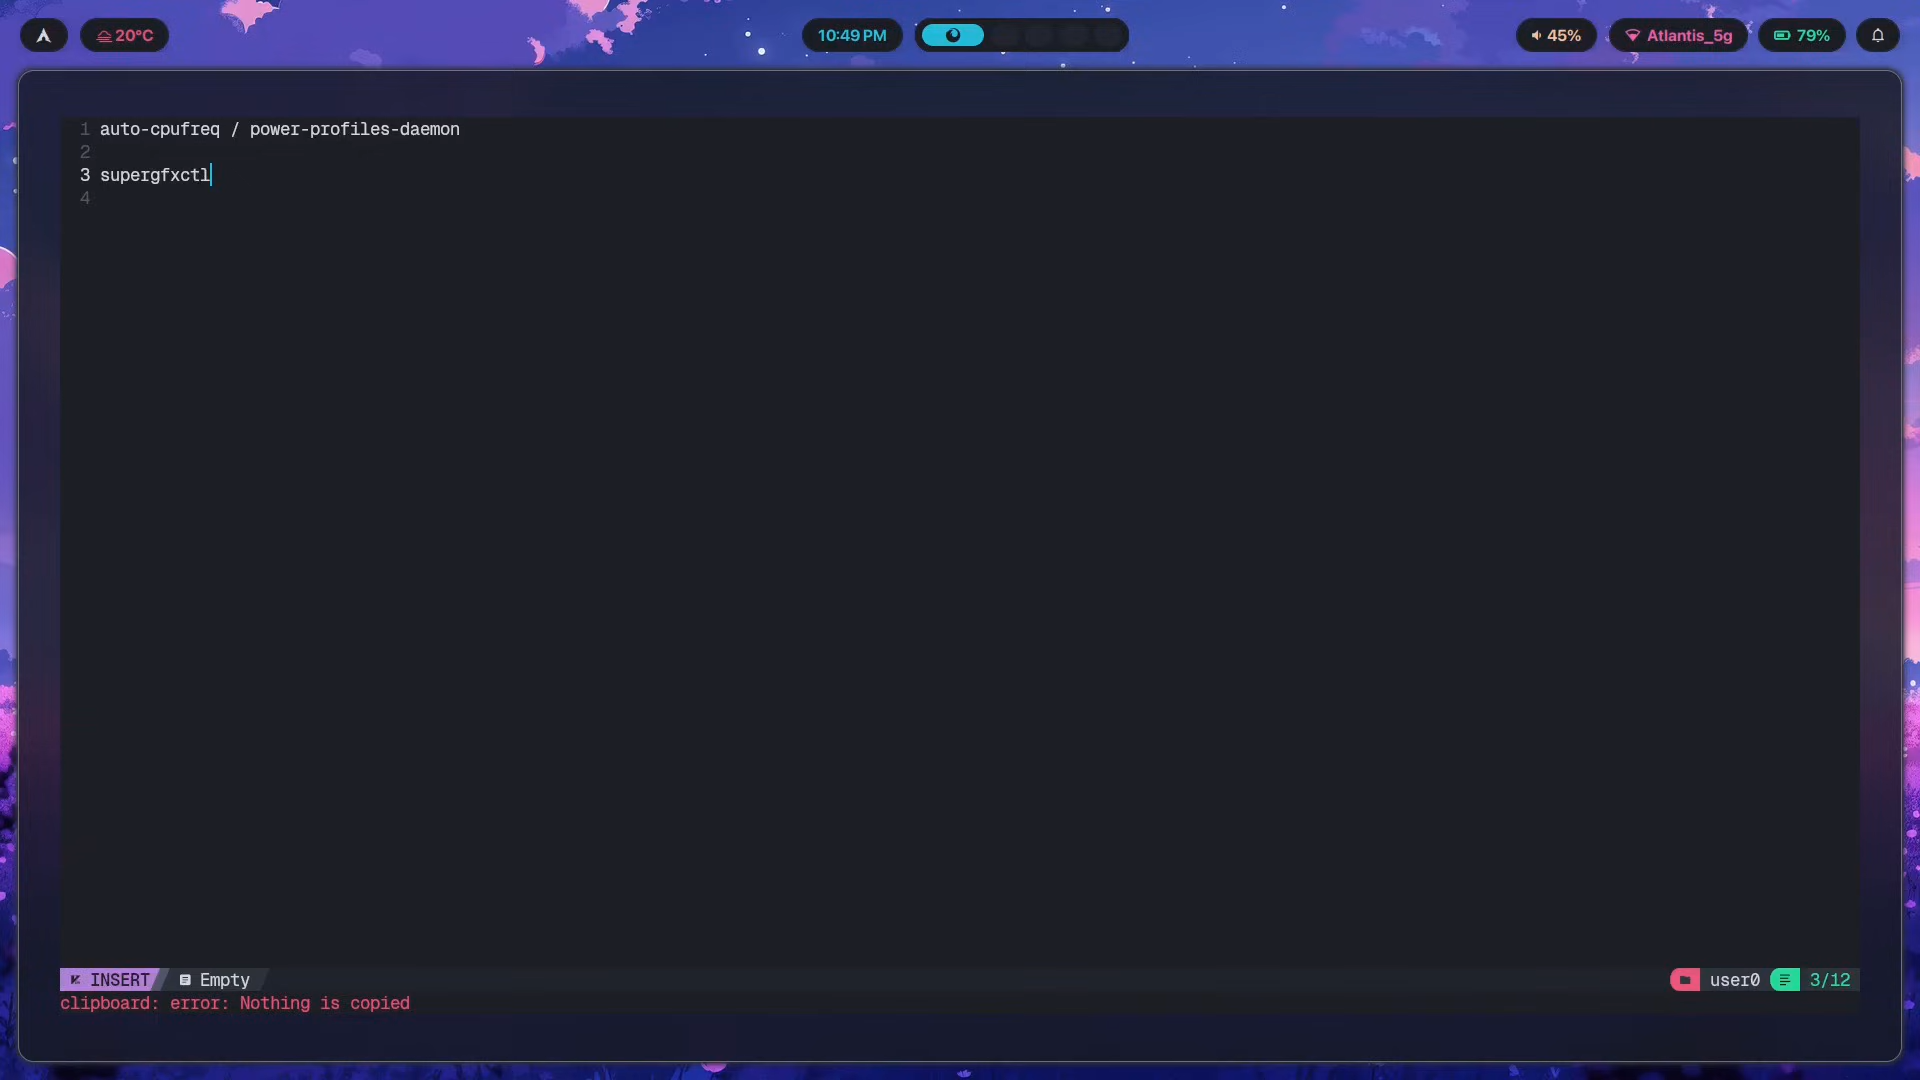 20°C
10:49 PM
45%
Atlantis_5g
79%
1 auto-cpufreq / power-profiles-daemon
2
3 supergfxctl
4
INSERT
Empty
user0
3/12
clipboard: error: Nothing is copied